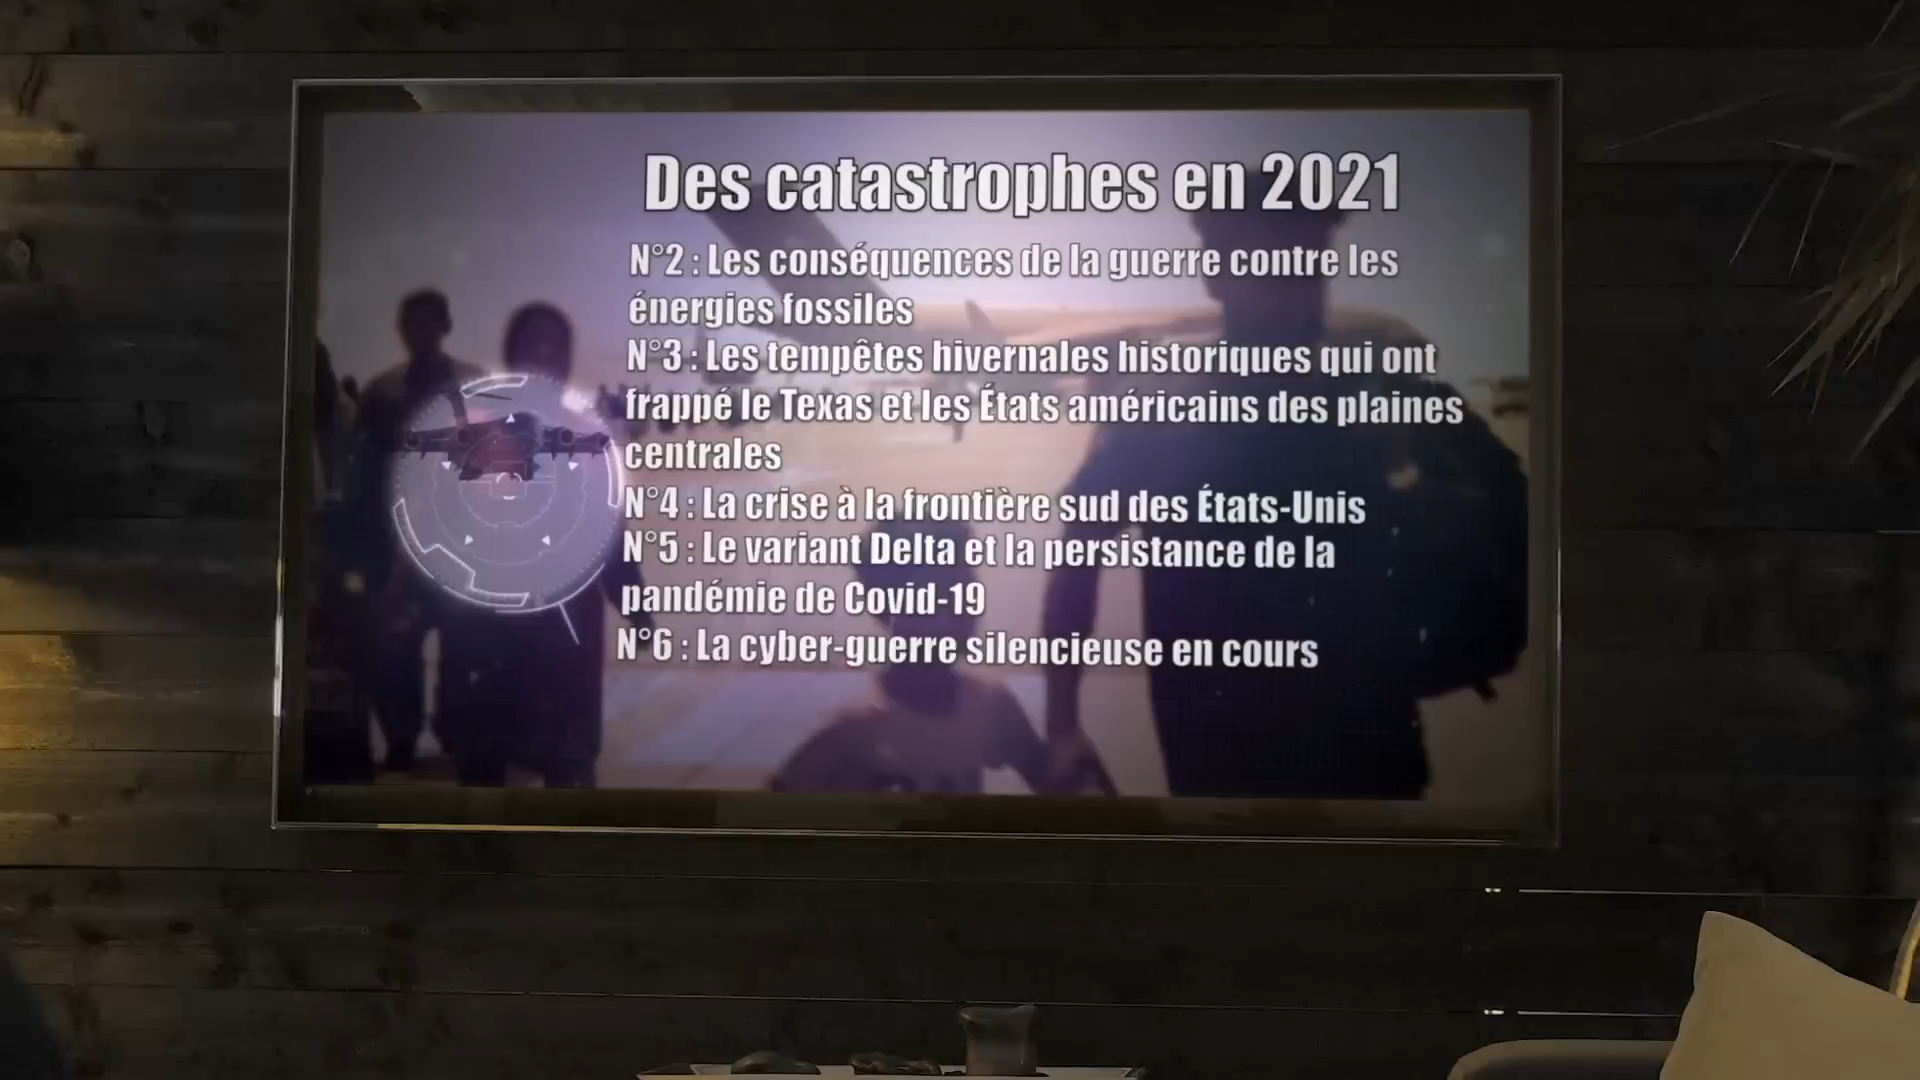 Des catastrophes en 2021
N°2 : Les conséquences de la guerre contre les
énergies fossiles
N°3 : Les tempêtes hivernales historiques qui ont
frappé le Texas et les États américains des plaines
centrales
N°4 : La crise à la frontière sud des États-Unis
N°5 : Le variant Delta et la persistance de la
pandémie de Covid-19
N°6 : La cyber-guerre silencieuse en cours